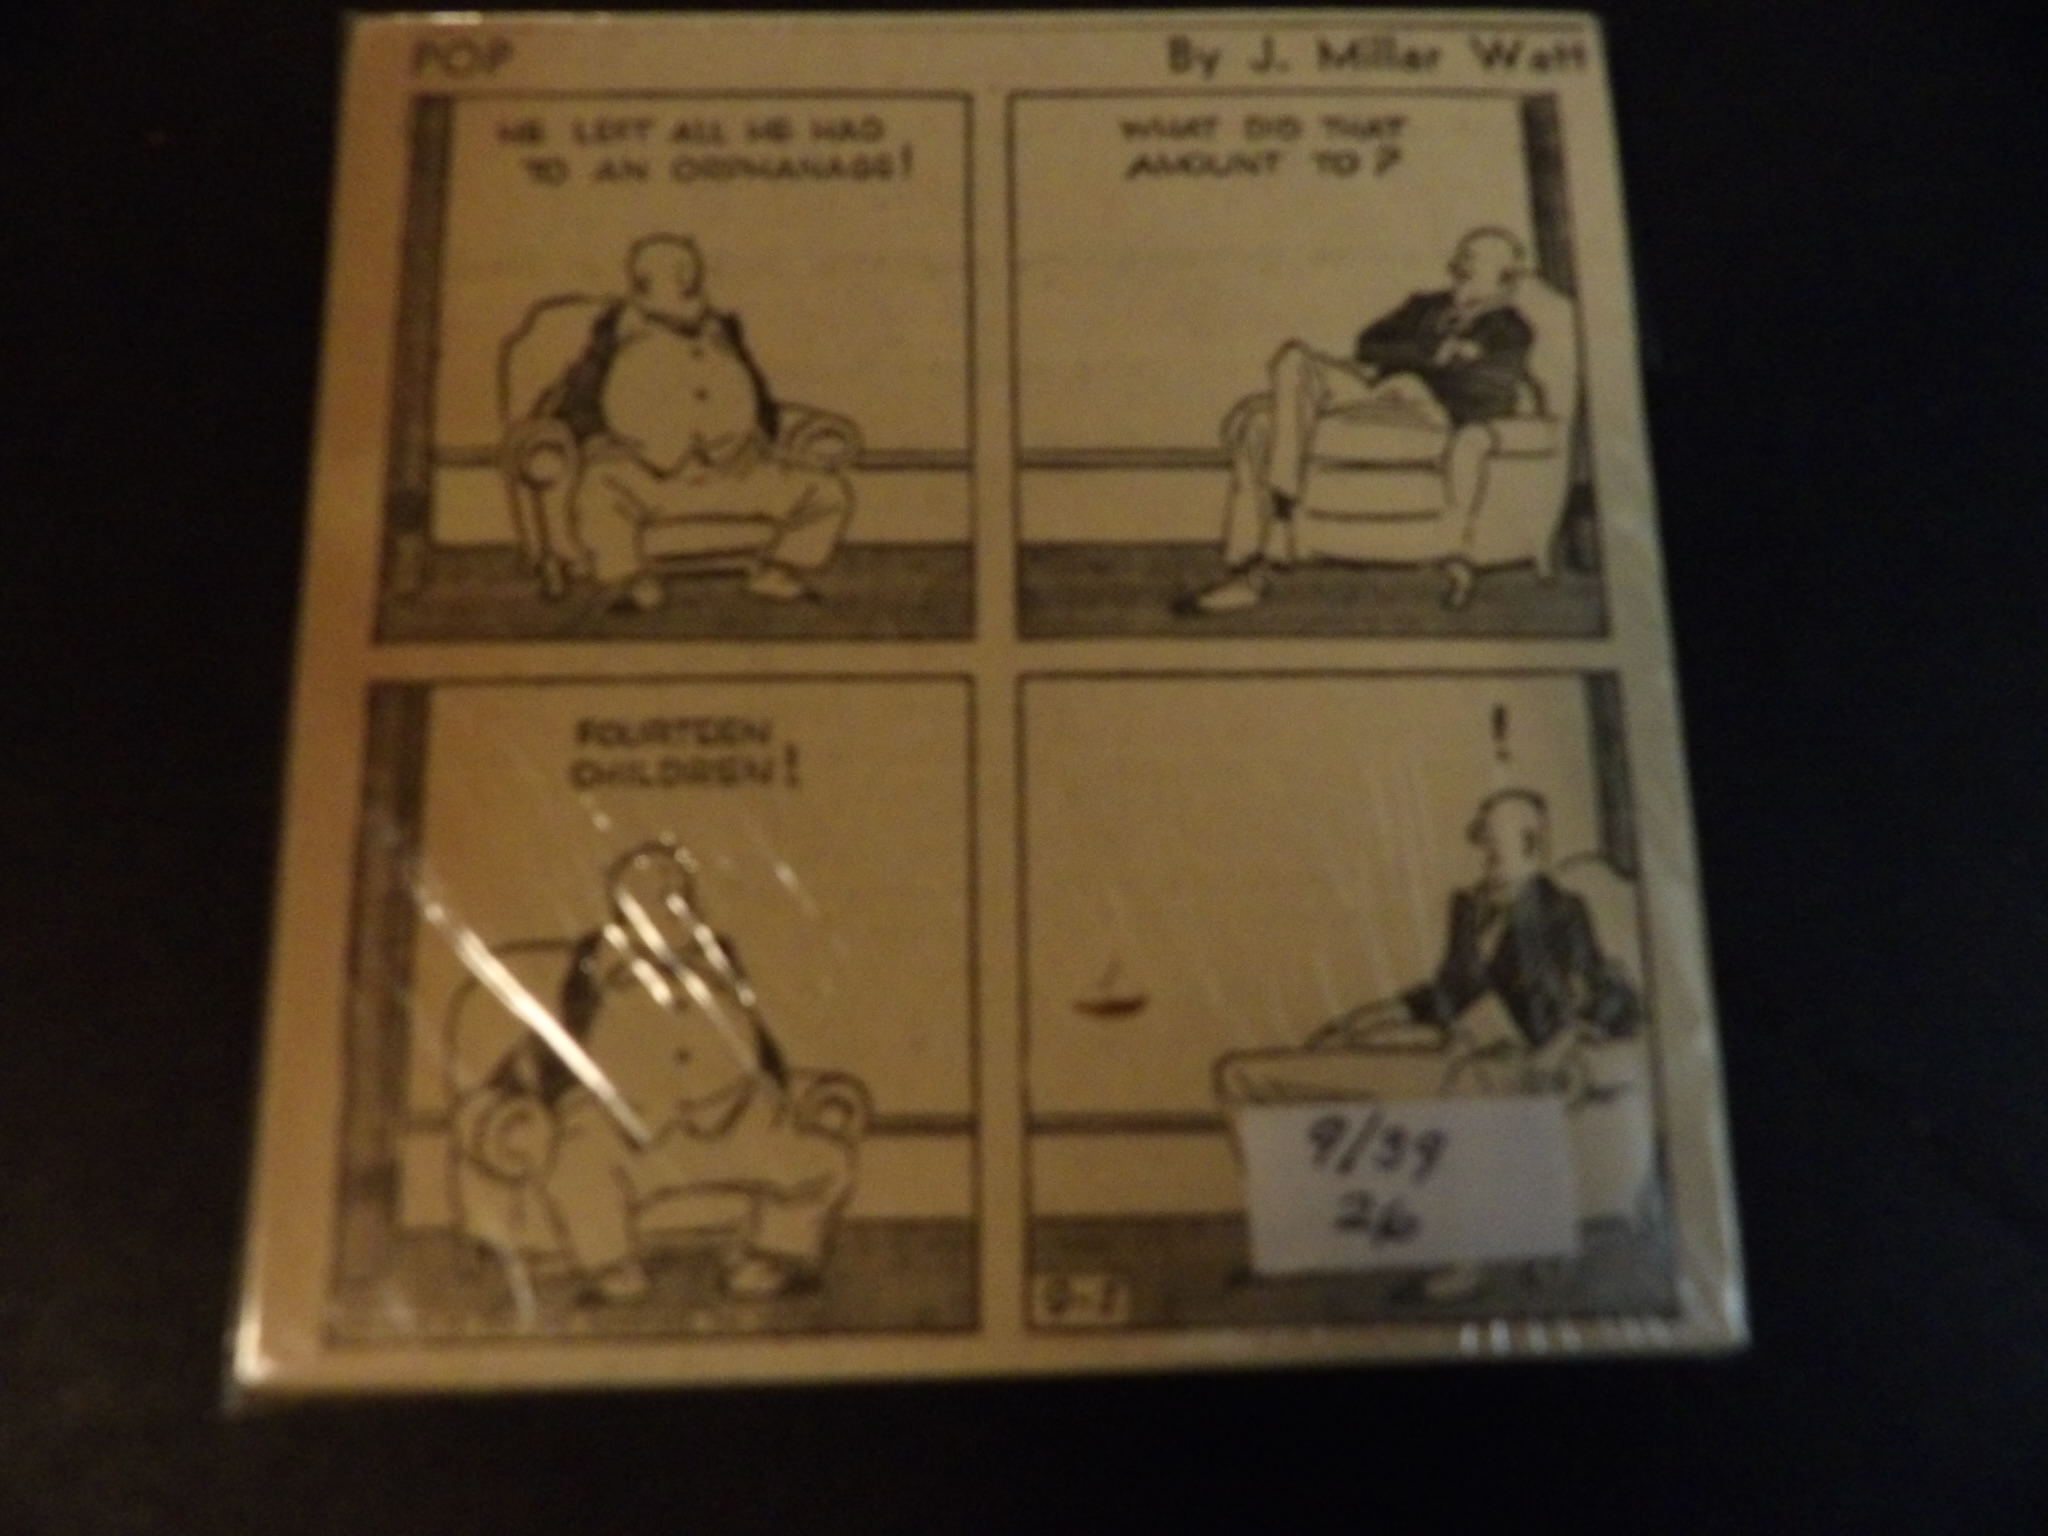 POP
By J. Millar Watt
HE LEFT ALL HE HAD
TO AN ORPHANAGE!
WHAT DID THAT
AMOUNT TO?
FOURTEEN
CHILDREN!
!
9/39
26